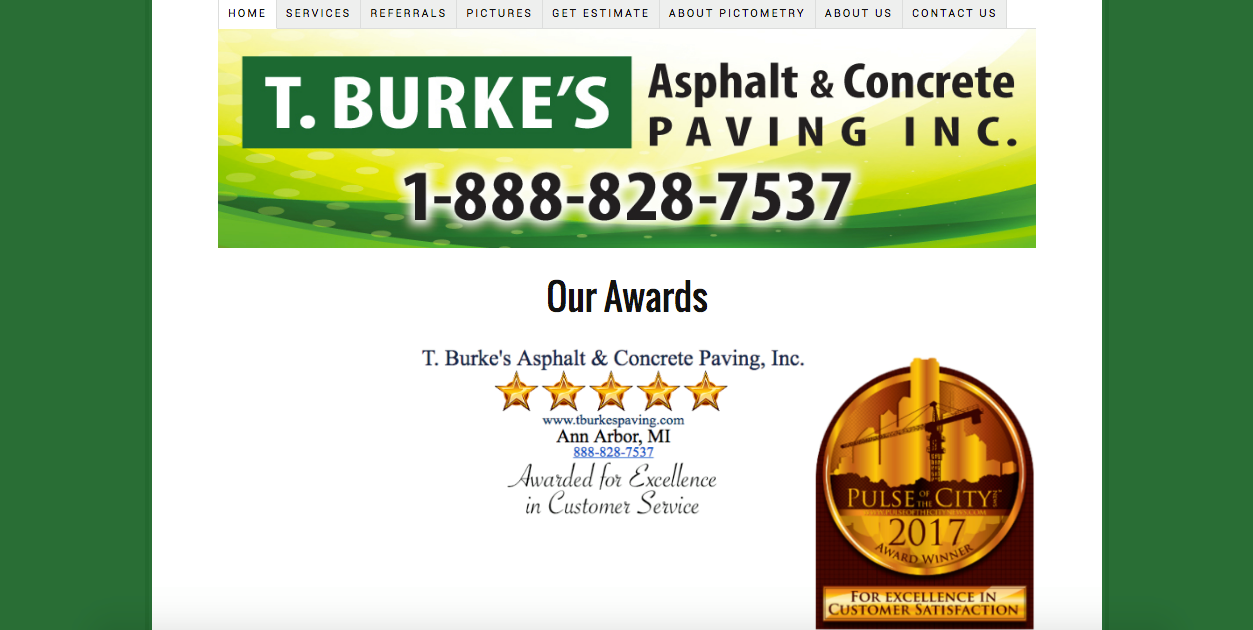 HOME SERVICES REFERRALS PICTURES GET ESTIMATE ABOUT PICTOMETRY ABOUT US CONTACT US
T. BURKE'S Asphalt & Concrete
PAVING INC.
1-888-828-7537
Our Awards
T. Burke's Asphalt & Concrete Paving, Inc.
www.tburkespaving.com
Ann Arbor, MI
888-828-7537
Awarded for Excellence
in Customer Service
PULSE OF THE CITY NEWS
2017
AWARD WINNER
FOR EXCELLENCE IN
CUSTOMER SATISFACTION